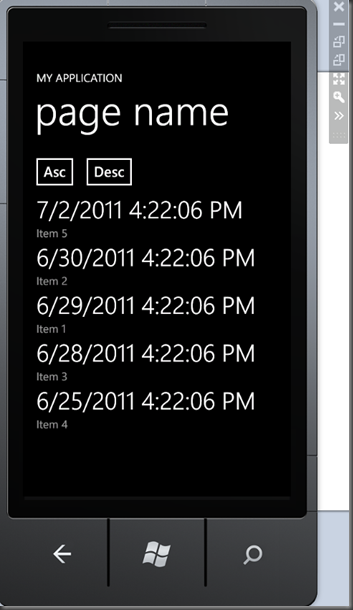 MY APPLICATION
page name
Asc Desc
7/2/2011 4:22:06 PM
Item 5
6/30/2011 4:22:06 PM
Item 2
6/29/2011 4:22:06 PM
Item 1
6/28/2011 4:22:06 PM
Item 3
6/25/2011 4:22:06 PM
Item 4